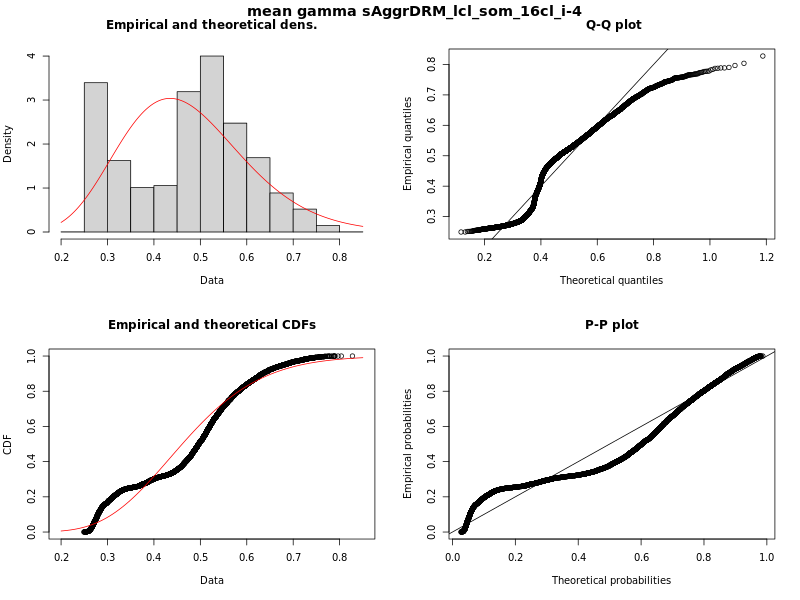 mean gamma sAggrDRM_lcl_som_16cl_i-4
Empirical and theoretical dens.
Density
0 1 2 3 4
0.2 0.3 0.4 0.5 0.6 0.7 0.8
Data
Q-Q plot
Empirical quantiles
0.3 0.4 0.5 0.6 0.7 0.8
0.2 0.4 0.6 0.8 1.0 1.2
Theoretical quantiles
Empirical and theoretical CDFs
CDF
0.0 0.2 0.4 0.6 0.8 1.0
0.2 0.3 0.4 0.5 0.6 0.7 0.8
Data
P-P plot
Empirical probabilities
0.0 0.2 0.4 0.6 0.8 1.0
0.0 0.2 0.4 0.6 0.8 1.0
Theoretical probabilities